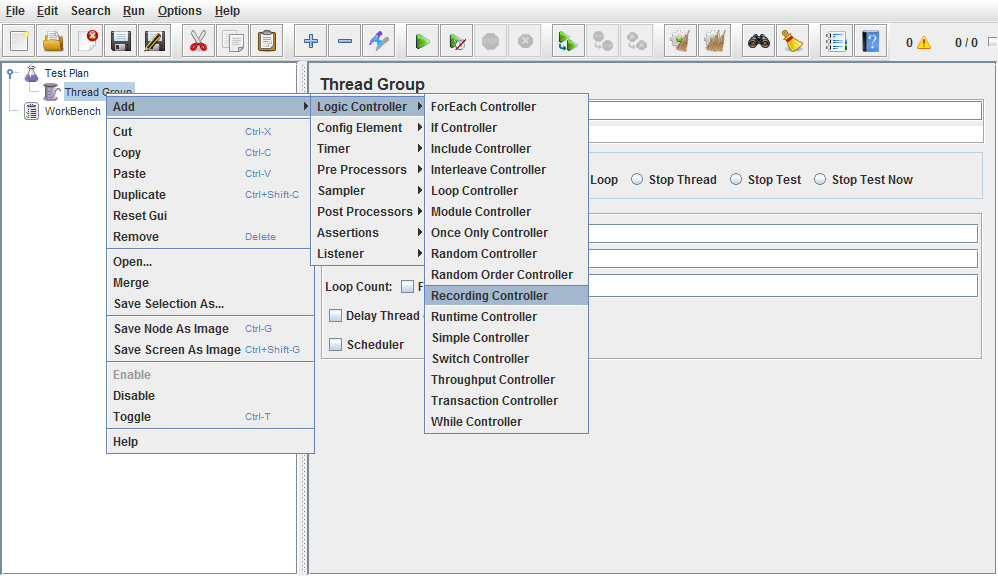 File Edit Search Run Options Help
0 0 / 0
Test Plan
Thread Group
WorkBench
Thread Group
Add
Cut Ctrl-X
Copy Ctrl-C
Paste Ctrl-V
Duplicate Ctrl+Shift-C
Reset Gui
Remove Delete
Open...
Merge
Save Selection As...
Save Node As Image Ctrl-G
Save Screen As Image Ctrl+Shift-G
Enable
Disable
Toggle Ctrl-T
Help
Logic Controller
Config Element
Timer
Pre Processors
Sampler
Post Processors
Assertions
Listener
ForEach Controller
If Controller
Include Controller
Interleave Controller
Loop Controller
Module Controller
Once Only Controller
Random Controller
Random Order Controller
Recording Controller
Runtime Controller
Simple Controller
Switch Controller
Throughput Controller
Transaction Controller
While Controller
Loop Stop Thread Stop Test Stop Test Now
Loop Count: F
Delay Thread
Scheduler